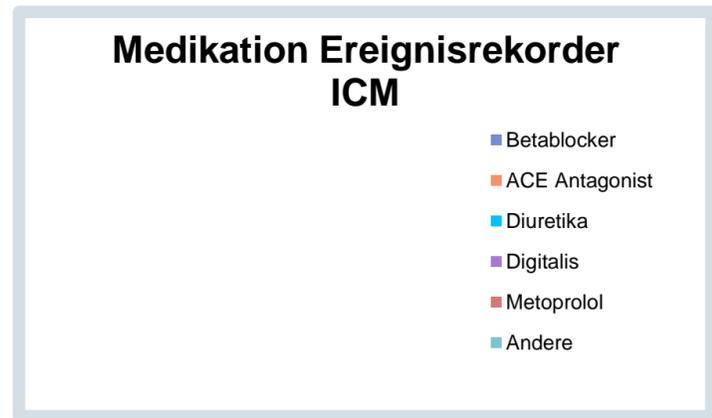 Medikation Ereignisrekorder
ICM
Betablocker
ACE Antagonist
Diuretika
Digitalis
Metoprolol
Andere